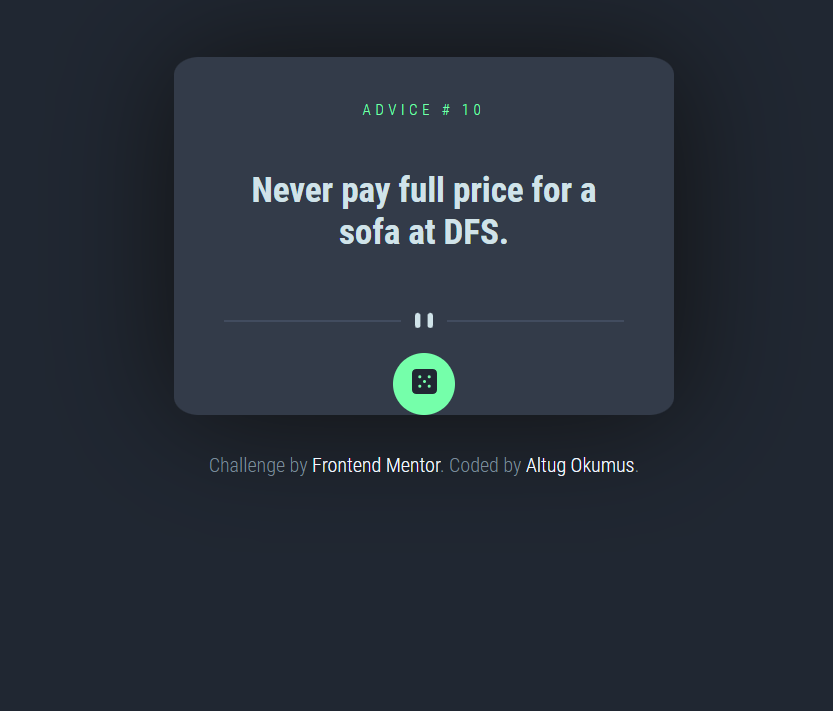 ADVICE # 10
Never pay full price for a
sofa at DFS.
Challenge by Frontend Mentor. Coded by Altug Okumus.